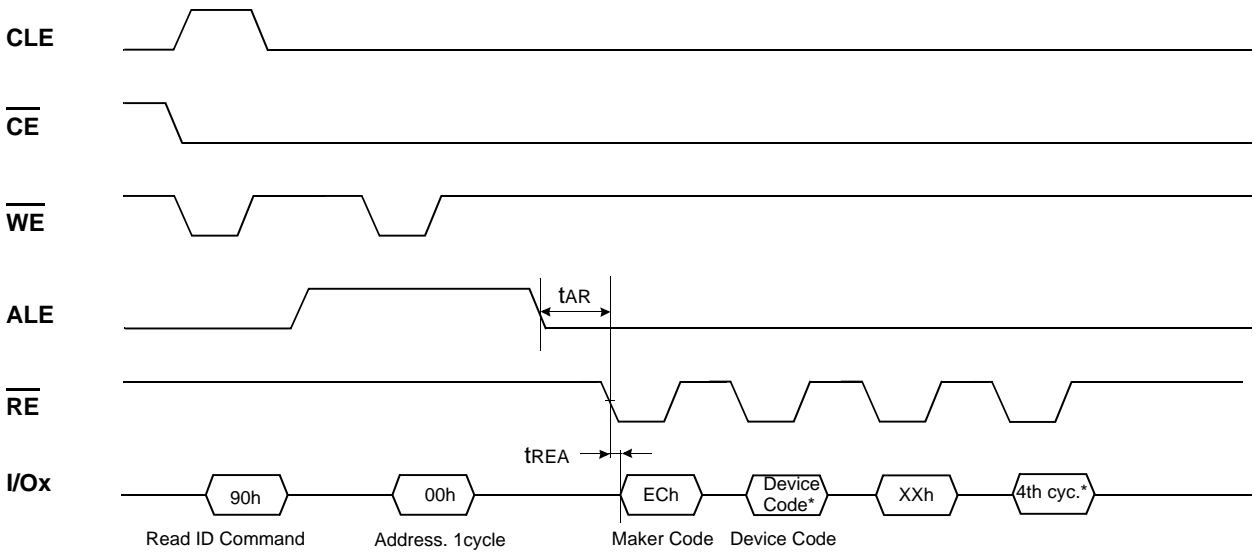 CLE
CE
WE
ALE
tAR
RE
tREA
I/Ox
90h
00h
ECh
Device
Code*
XXh
4th cyc.*
Read ID Command
Address. 1cycle
Maker Code
Device Code